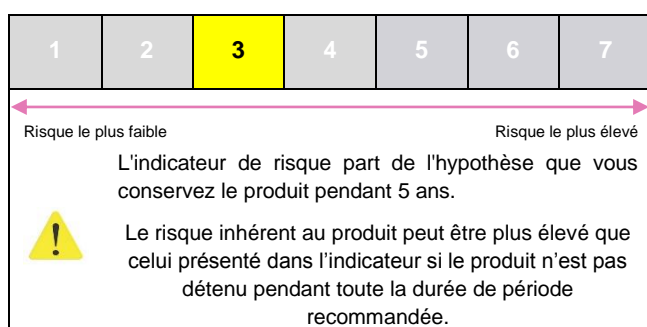 1 2 3 4 5 6 7
Risque le plus faible Risque le plus élevé
L'indicateur de risque part de l'hypothèse que vous
conservez le produit pendant 5 ans.
!
Le risque inhérent au produit peut être plus élevé que
celui présenté dans l’indicateur si le produit n’est pas
détenu pendant toute la durée de période
recommandée.